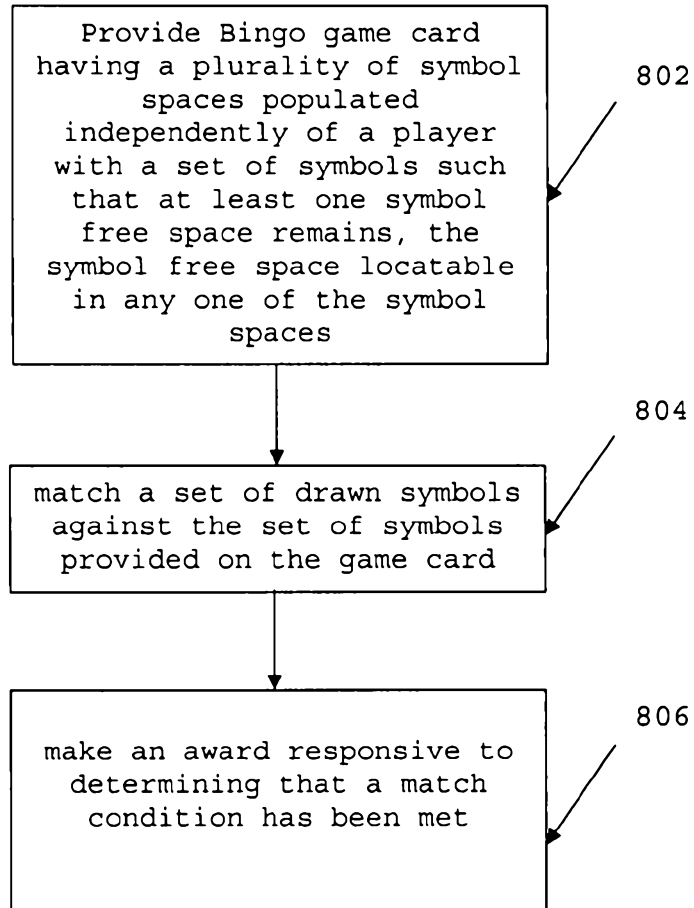 Provide Bingo game card
having a plurality of symbol
spaces populated
independently of a player
with a set of symbols such
that at least one symbol
free space remains, the
symbol free space locatable
in any one of the symbol
spaces
802
match a set of drawn symbols
against the set of symbols
provided on the game card
804
make an award responsive to
determining that a match
condition has been met
806